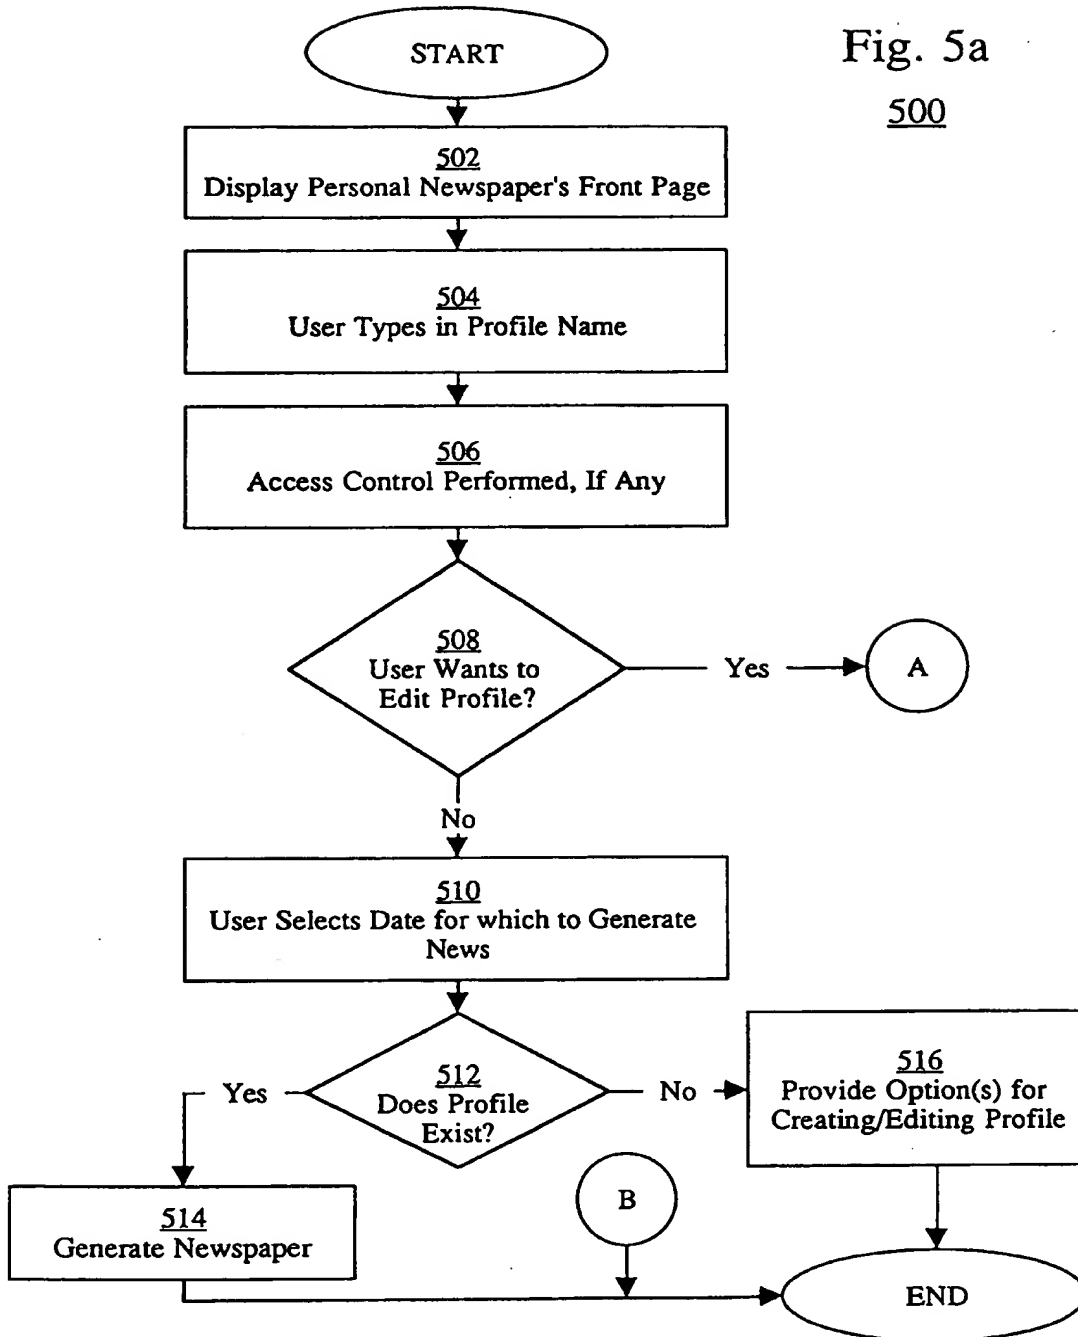 Fig. 5a
500
START
502
Display Personal Newspaper's Front Page
504
User Types in Profile Name
506
Access Control Performed, If Any
508
User Wants to
Edit Profile?
Yes
A
No
510
User Selects Date for which to Generate
News
512
Does Profile
Exist?
Yes
No
516
Provide Option(s) for
Creating/Editing Profile
514
Generate Newspaper
B
END